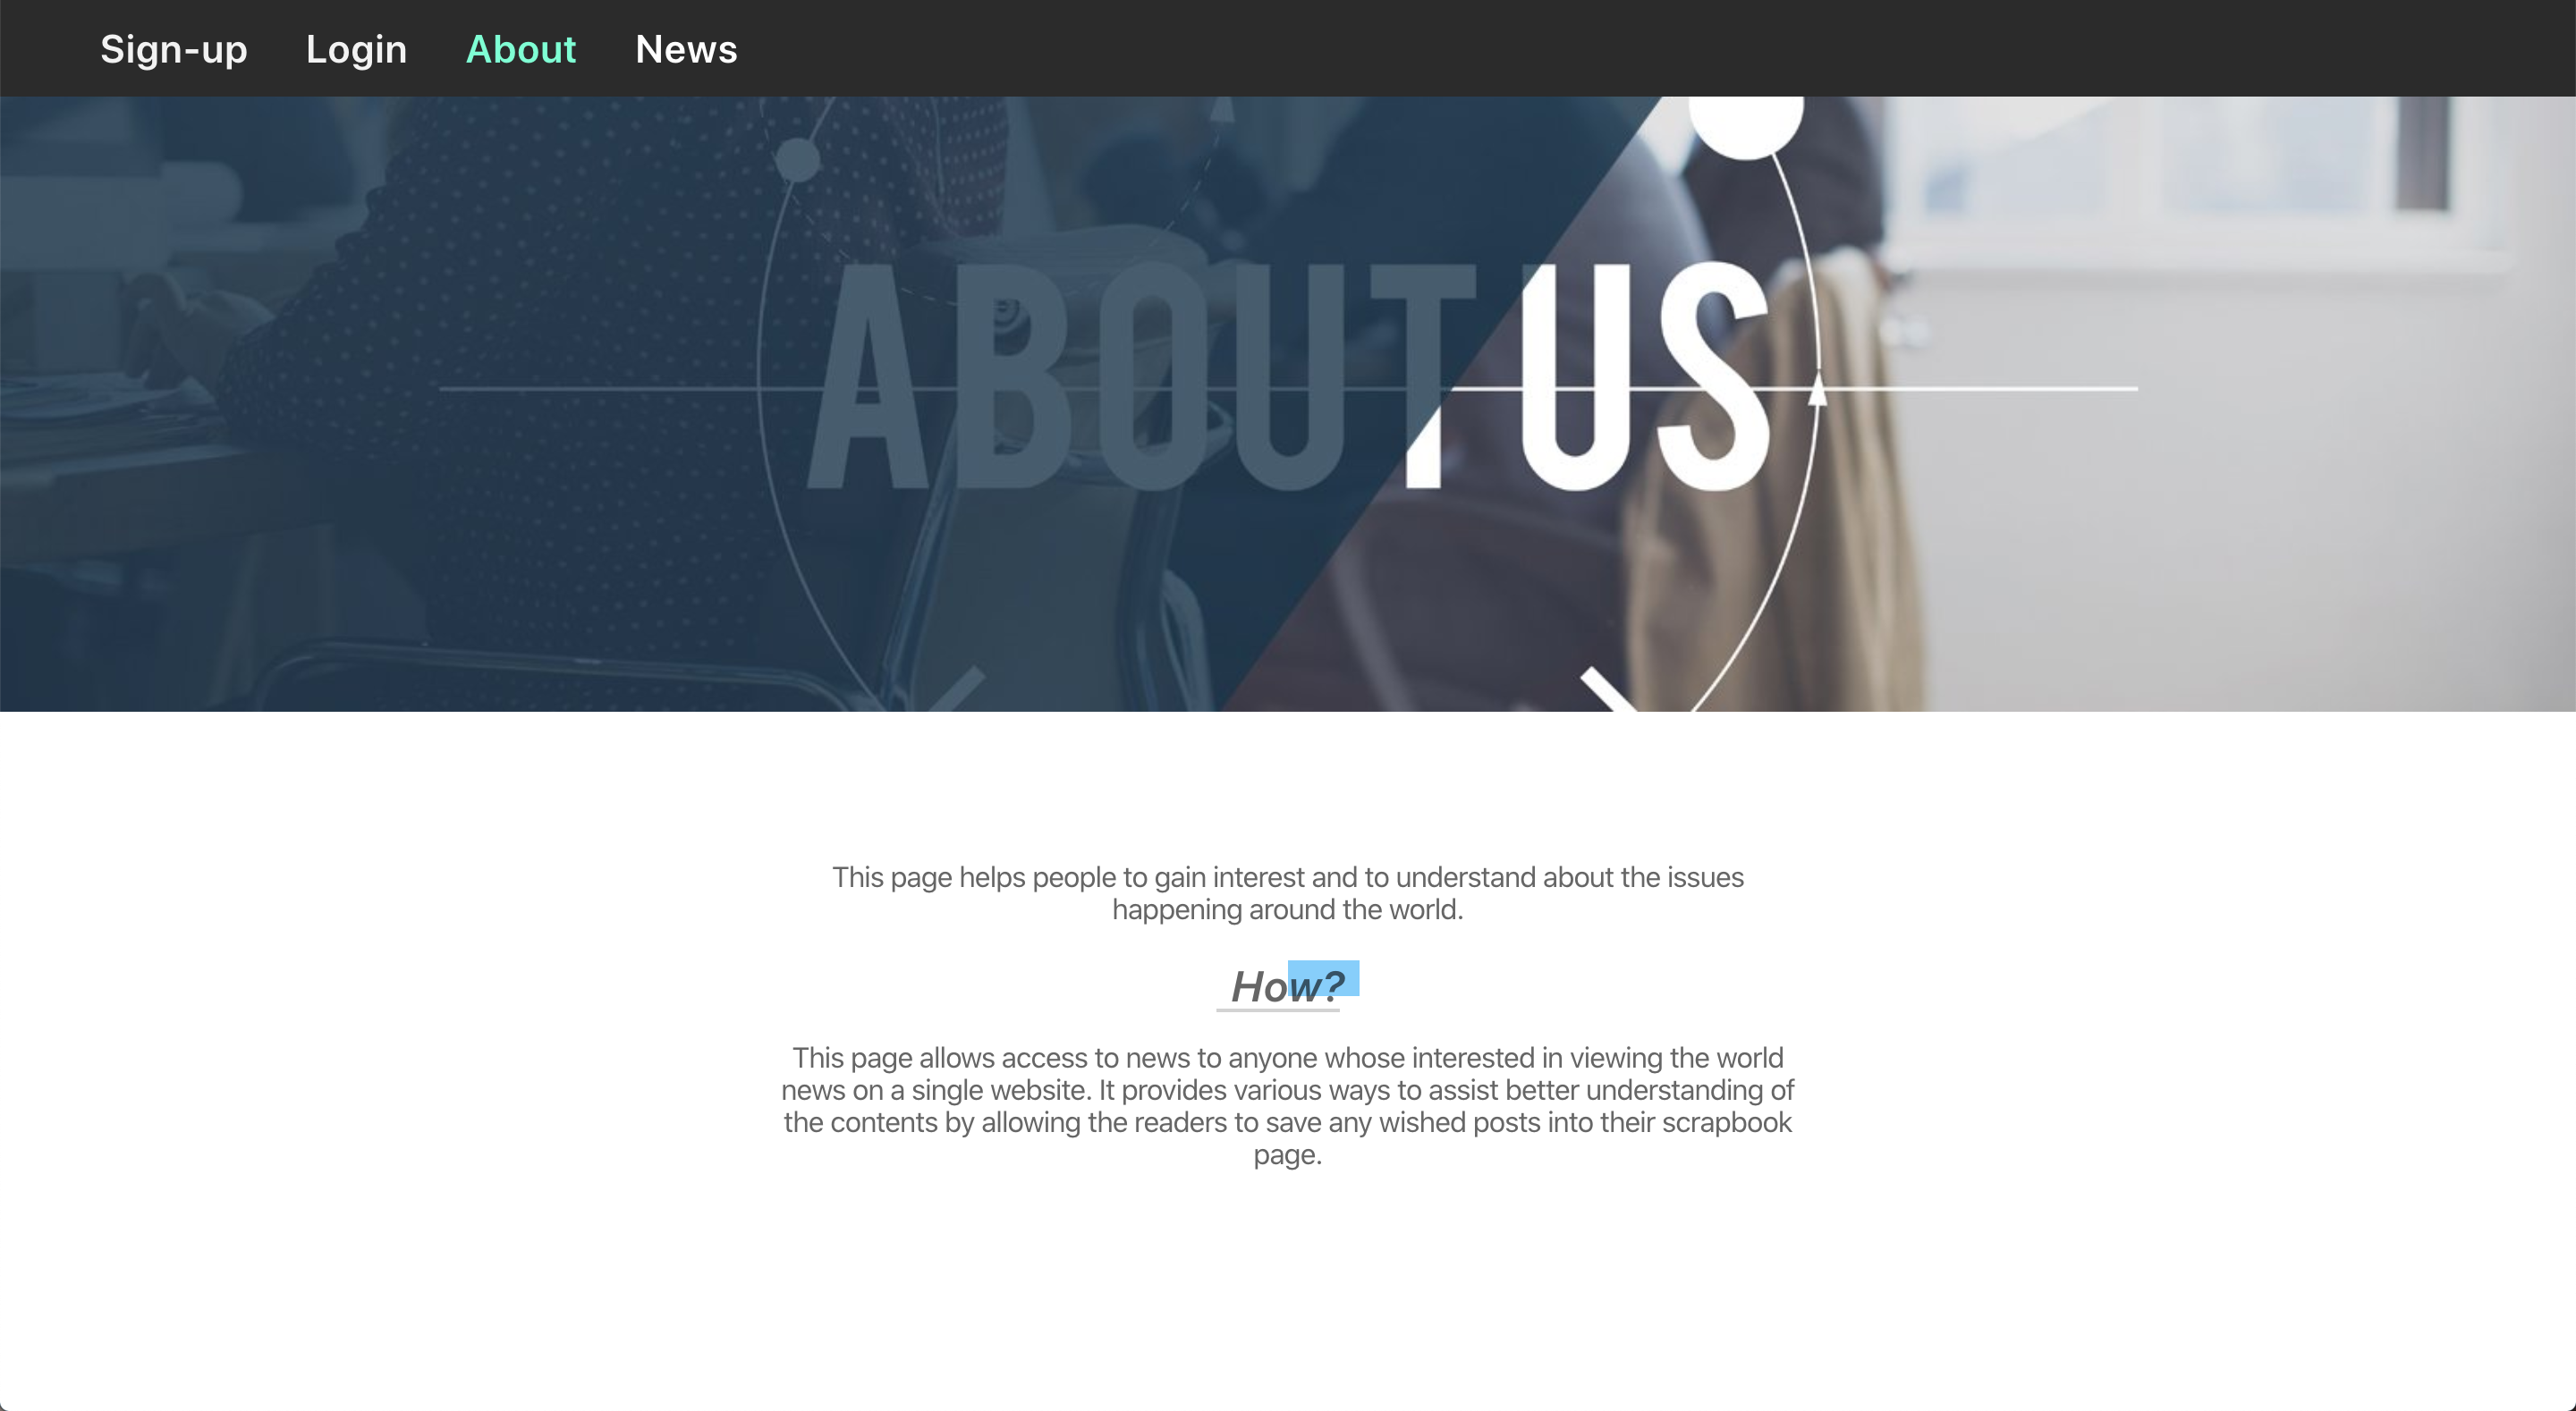 Sign-up Login About News
ABOUT US
This page helps people to gain interest and to understand about the issues
happening around the world.
How?
This page allows access to news to anyone whose interested in viewing the world
news on a single website. It provides various ways to assist better understanding of
the contents by allowing the readers to save any wished posts into their scrapbook
page.